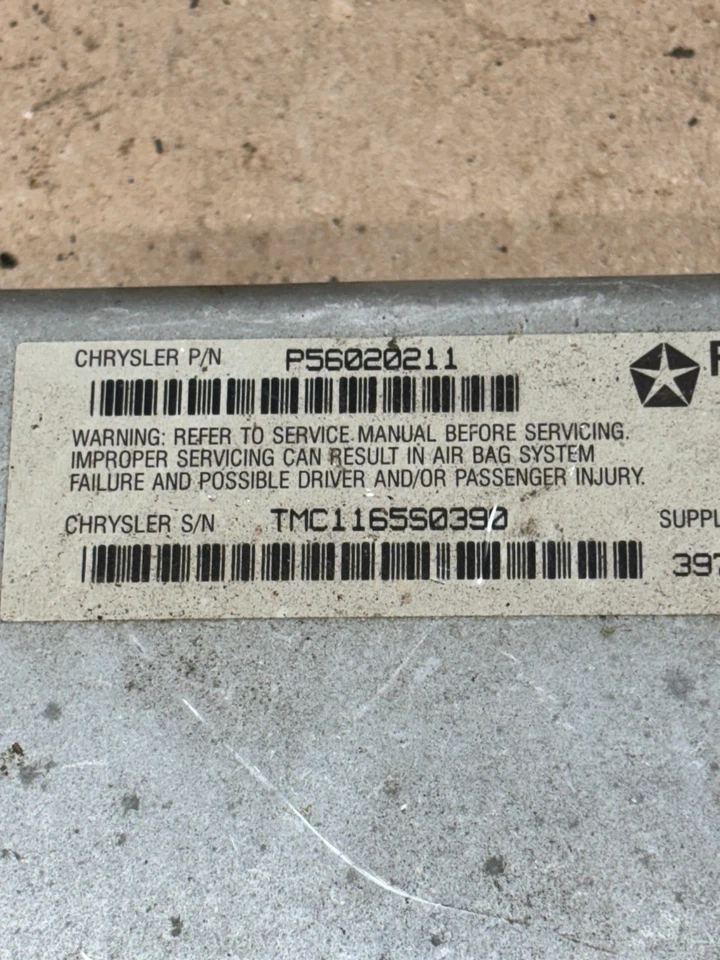 CHRYSLER P/N P56020211
WARNING: REFER TO SERVICE MANUAL BEFORE SERVICING.
IMPROPER SERVICING CAN RESULT IN AIR BAG SYSTEM
FAILURE AND POSSIBLE DRIVER AND/OR PASSENGER INJURY.
CHRYSLER S/N TMC1165S0390